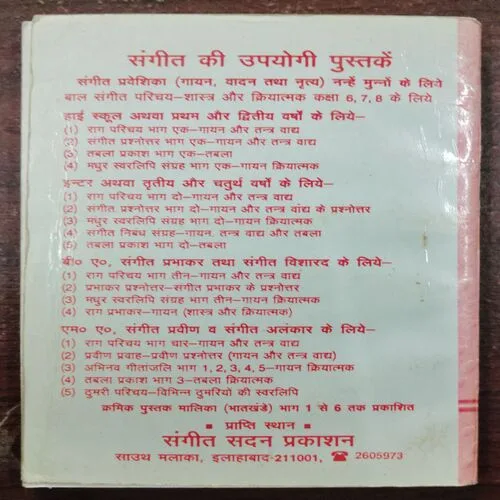 संगीत की उपयोगी पुस्तकें
संगीत प्रवेशिका (गायन, वादन तथा नृत्य) नन्हें मुन्नों के लिये
बाल संगीत परिचय–शास्त्र और क्रियात्मक कक्षा 6, 7, 8 के लिये
हाई स्कूल अथवा प्रथम और द्वितीय वर्षों के लिये–
(1) राग परिचय भाग एक–गायन और तन्त्र वाद्य
(2) संगीत प्रश्नोत्तर भाग एक–गायन और तन्त्र वाद्य
(3) तबला प्रकाश भाग एक–तबला
(4) मधुर स्वरलिपि संग्रह भाग एक–गायन क्रियात्मक
इन्टर अथवा तृतीय और चतुर्थ वर्षों के लिये–
(1) राग परिचय भाग दो–गायन और तन्त्र वाद्य
(2) संगीत प्रश्नोत्तर भाग दो–गायन और तन्त्र वाद्य के प्रश्नोत्तर
(3) मधुर स्वरलिपि संग्रह भाग दो–गायन क्रियात्मक
(4) संगीत निबंध संग्रह–गायन. तन्त्र वाद्य और तबला
(5) तबला प्रकाश भाग दो–तबला
बी० ए०, संगीत प्रभाकर तथा संगीत विशारद के लिये–
(1) राग परिचय भाग तीन–गायन और तन्त्र वाद्य
(2) प्रभाकर प्रश्नोत्तर–संगीत प्रभाकर के प्रश्नोत्तर
(3) मधुर स्वरलिपि संग्रह भाग तीन–गायन क्रियात्मक
(4) राग प्रभाकर–गायन (शास्त्र और क्रियात्मक)
एम० ए०, संगीत प्रवीण व संगीत अलंकार के लिये–
(1) राग परिचय भाग चार–गायन और तन्त्र वाद्य
(2) प्रवीण प्रवाह–प्रवीण प्रश्नोत्तर (गायन और तन्त्र वाद्य)
(3) अभिनव गीतांजलि भाग 1, 2, 3, 4, 5–गायन क्रियात्मक
(4) तबला प्रकाश भाग 3–तबला क्रियात्मक
(5) ठुमरी परिचय–विभिन्न ठुमरियों की स्वरलिपि
क्रमिक पुस्तक मालिका (भातखंडे) भाग 1 से 6 तक प्रकाशित
प्राप्ति स्थान
संगीत सदन प्रकाशन
साउथ मलाका, इलाहाबाद-211001, ☎ 2605973